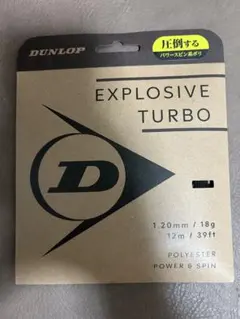 DUNLOP
圧倒する
パワースピン系ポリ
EXPLOSIVE
TURBO
D
1.20mm / 18g
12m / 39ft
POLYESTER
POWER & SPIN